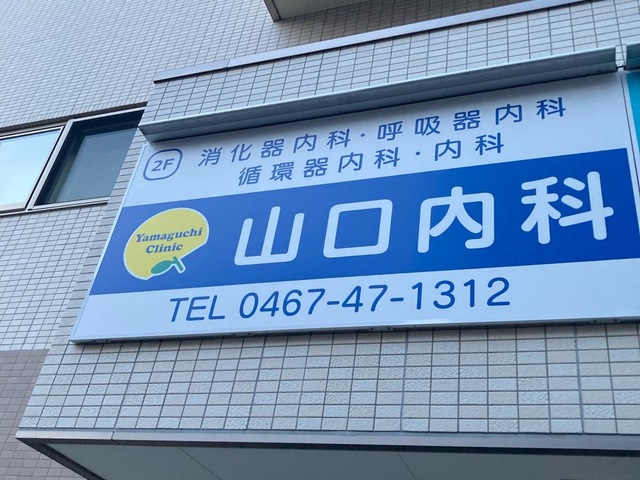 2F
消化器内科・呼吸器内科
循環器内科・内科
Yamaguchi
Clinic
山口内科
TEL 0467-47-1312